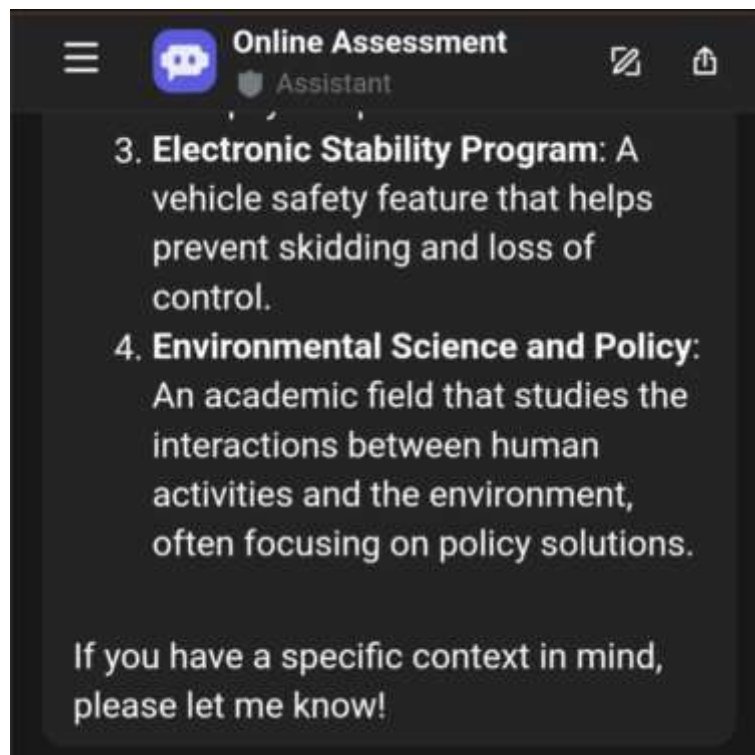 Online Assessment
Assistant
3. Electronic Stability Program: A
vehicle safety feature that helps
prevent skidding and loss of
control.
4. Environmental Science and Policy:
An academic field that studies the
interactions between human
activities and the environment,
often focusing on policy solutions.
If you have a specific context in mind,
please let me know!